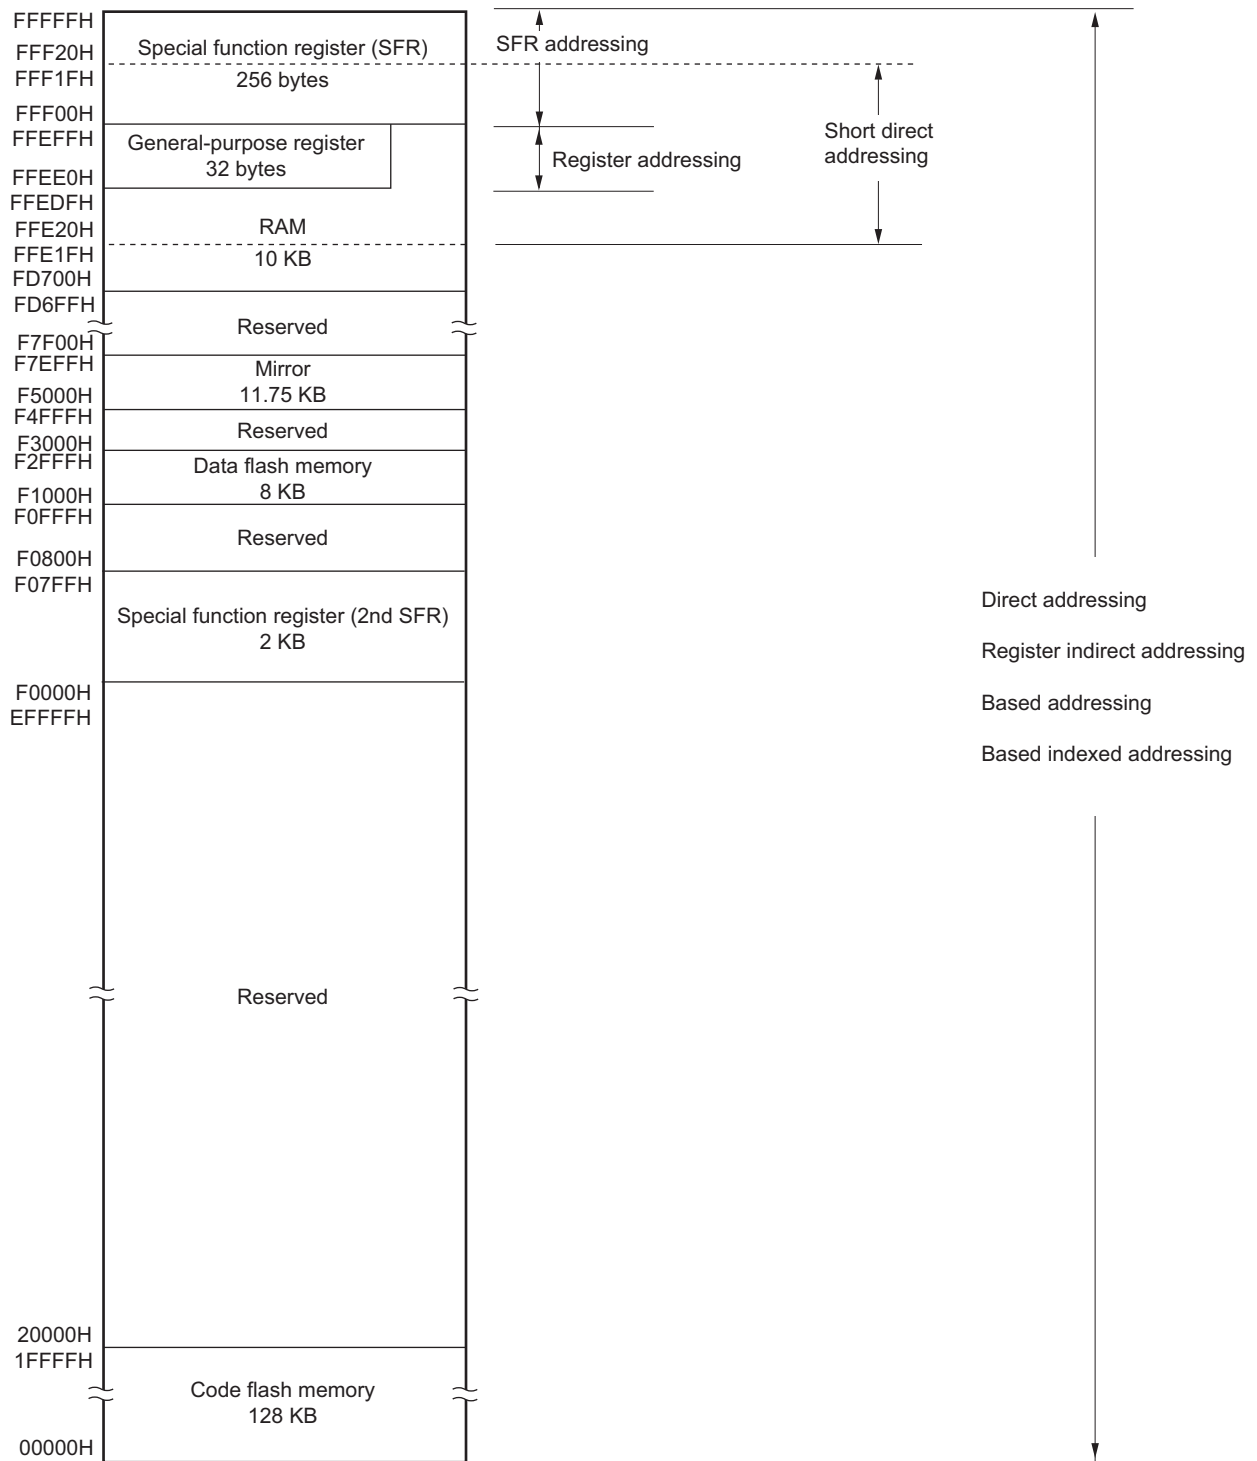 FFFFFH
SFR addressing
Special function register (SFR)
FFF20H
FFF1FH
256 bytes
FFF00H
FFEFFH
General-purpose register
32 bytes
Register addressing
Short direct
addressing
FFEE0H
FFEDFH
FFE20H
RAM
FFE1FH
10 KB
FD700H
FD6FFH
Reserved
F7F00H
F7EFFH
Mirror
11.75 KB
F5000H
F4FFFH
Reserved
F3000H
F2FFFH
Data flash memory
8 KB
F1000H
F0FFFH
Reserved
F0800H
F07FFH
Special function register (2nd SFR)
2 KB
Direct addressing
Register indirect addressing
Based addressing
Based indexed addressing
F0000H
EFFFFH
Reserved
20000H
1FFFFH
Code flash memory
128 KB
00000H